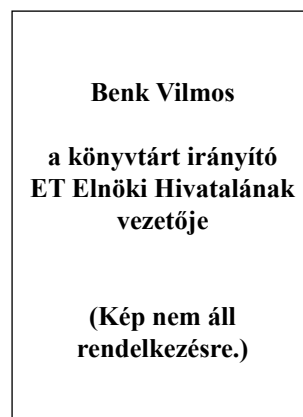 Benk Vilmos
a könyvtárt irányító
ET Elnöki Hivatalának
vezetője
(Kép nem áll
rendelkezésre.)